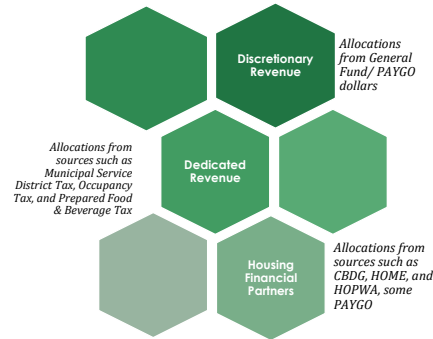 Discretionary
Revenue
Allocations
from General
Fund/ PAYGO
dollars
Allocations from
sources such as
Municipal Service
District Tax, Occupancy
Tax, and Prepared Food
& Beverage Tax
Dedicated
Revenue
Housing
Financial
Partners
Allocations from
sources such as
CBDG, HOME, and
HOPWA, some
PAYGO